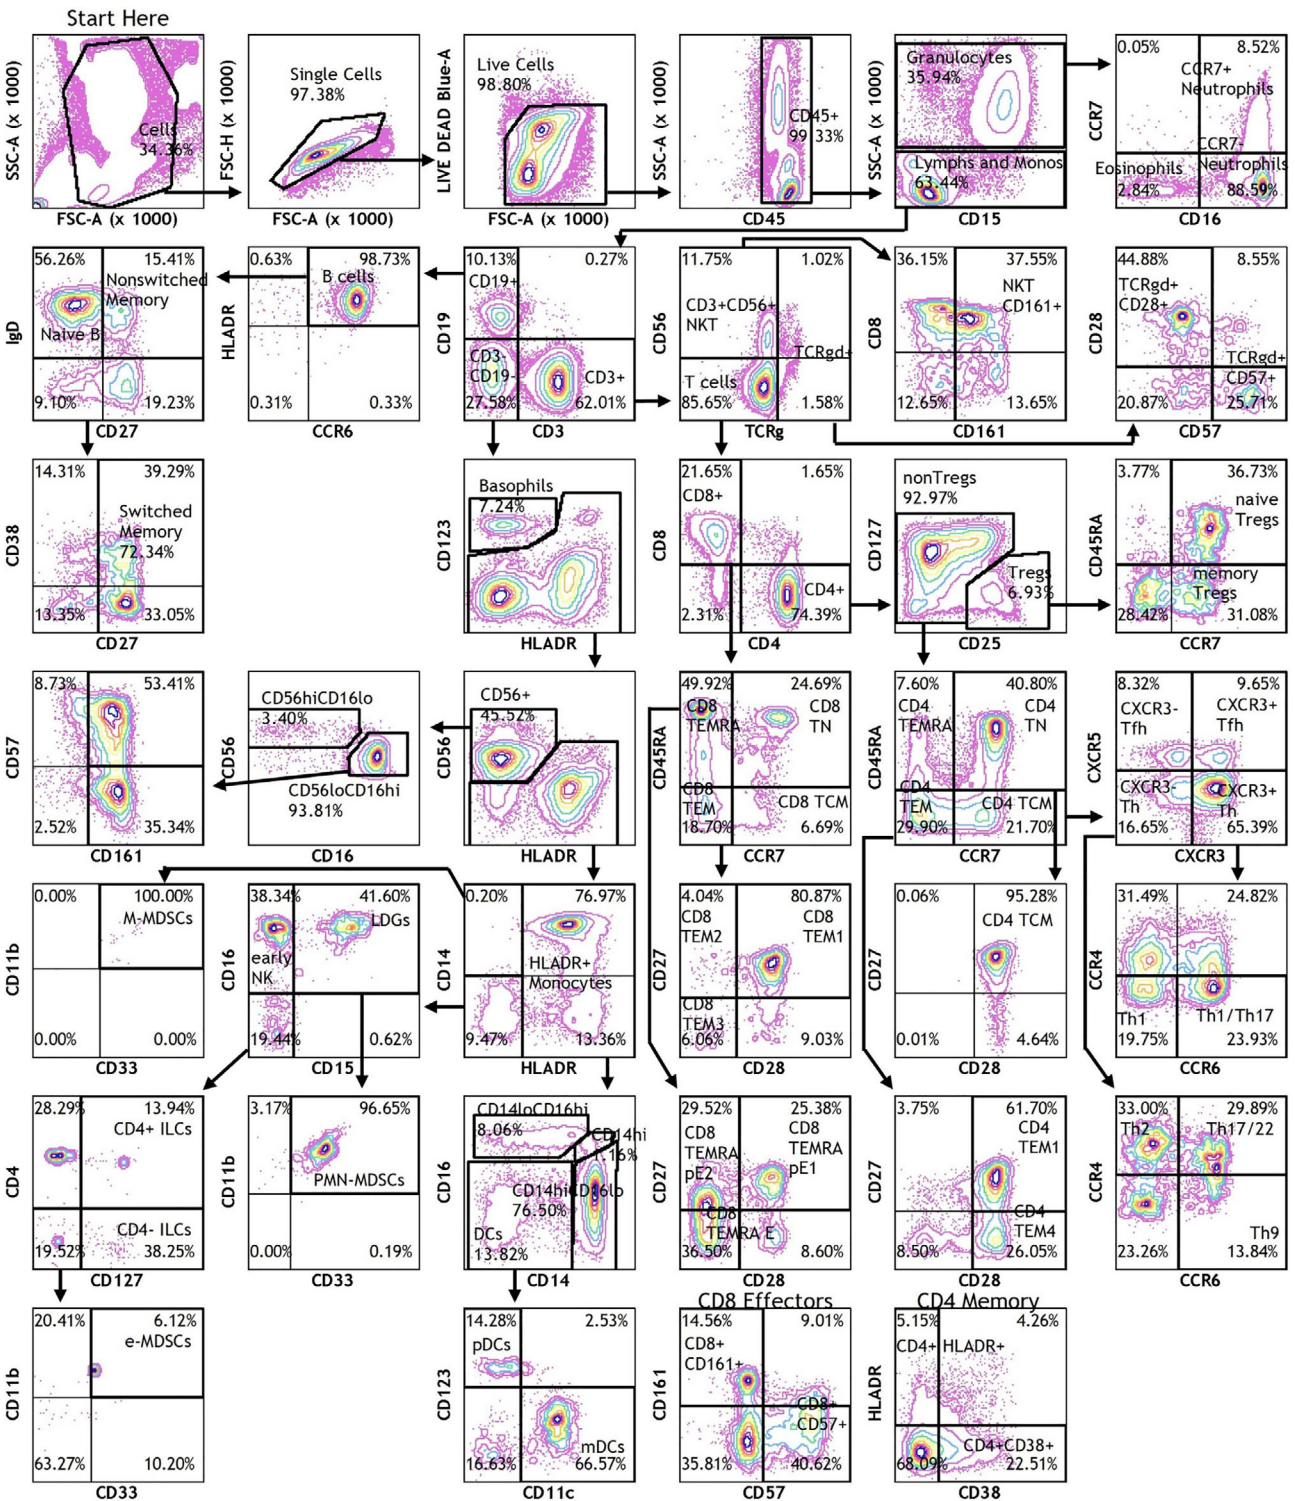 Start Here
SSC-A (x 1000)
Cells
34.36%
FSC-A (x 1000)
FSC-H (x 1000)
Single Cells
97.38%
FSC-A (x 1000)
LIVE DEAD Blue-A
Live Cells
98.80%
FSC-A (x 1000)
SSC-A (x 1000)
CD45+
99.33%
CD45
SSC-A (x 1000)
Granulocytes
35.94%
Lymphs and Monos
63.44%
CD15
CCR7
0.05%
8.52%
CCR7+
Neutrophils
CCR7-
Neutrophils
Eosinophils
2.84%
88.59%
CD16
IgD
56.26%
15.41%
Nonswitched
Memory
Naive B
9.10%
19.23%
CD27
HLADR
0.63%
98.73%
B cells
0.31%
0.33%
CCR6
CD19
10.13%
0.27%
CD19+
CD3-
CD19-
CD3+
27.58%
62.01%
CD3
CD56
11.75%
1.02%
CD3+CD56+
NKT
TCRgd+
T cells
85.65%
1.58%
TCRg
CD8
36.15%
37.55%
NKT
CD161+
12.65%
13.65%
CD161
CD28
44.88%
8.55%
TCRgd+
CD28+
TCRgd+
CD57+
20.87%
25.71%
CD57
CD38
14.31%
39.29%
Switched
Memory
72.34%
13.35%
33.05%
CD27
CD123
Basophils
7.24%
HLADR
CD8
21.65%
1.65%
CD8+
CD4+
2.31%
74.39%
CD4
CD127
nonTregs
92.97%
Tregs
6.93%
CD25
CD45RA
3.77%
36.73%
naive
Tregs
memory
Tregs
28.42%
31.08%
CCR7
CD57
8.73%
53.41%
2.52%
35.34%
CD161
CD56
CD56hiCD16lo
3.40%
CD56loCD16hi
93.81%
CD16
CD56
CD56+
45.52%
HLADR
CD45RA
49.92%
24.69%
CD8
TEMRA
CD8
TN
CD8
TEM
CD8 TCM
18.70%
6.69%
CCR7
CD45RA
7.60%
40.80%
CD4
TEMRA
CD4
TN
CD4
TEM
CD4 TCM
29.90%
21.70%
CCR7
CXCR5
8.32%
9.65%
CXCR3-
Tfh
CXCR3+
Tfh
CXCR3-
Th
CXCR3+
Th
16.65%
65.39%
CXCR3
CD11b
0.00%
100.00%
M-MDSCs
0.00%
0.00%
CD33
CD16
38.34%
41.60%
LDGs
early
NK
19.44%
0.62%
CD15
CD14
0.20%
76.97%
HLADR+
Monocytes
9.47%
13.36%
HLADR
CD27
4.04%
80.87%
CD8
TEM2
CD8
TEM1
CD8
TEM3
6.06%
9.03%
CD28
CD27
0.06%
95.28%
CD4 TCM
0.01%
4.64%
CD28
CCR4
31.49%
24.82%
Th1
Th1/Th17
19.75%
23.93%
CCR6
CD4
28.29%
13.94%
CD4+ ILCs
CD4- ILCs
19.52%
38.25%
CD127
CD11b
3.17%
96.65%
PMN-MDSCs
0.00%
0.19%
CD33
CD16
CD14loCD16hi
8.06%
CD14hi
1.16%
CD14hiCD16lo
76.50%
DCs
13.82%
CD14
CD27
29.52%
25.38%
CD8
TEMRA
pE2
CD8
TEMRA
pE1
CD8
TEMRA E
36.50%
8.60%
CD28
CD27
3.75%
61.70%
CD4
TEM1
CD4
TEM4
8.50%
26.05%
CD28
CCR4
33.00%
29.89%
Th2
Th17/22
Th9
23.26%
13.84%
CCR6
CD11b
20.41%
6.12%
e-MDSCs
63.27%
10.20%
CD33
CD123
14.28%
2.53%
pDCs
mDCs
16.63%
66.57%
CD11c
CD8 Effectors
CD161
14.56%
9.01%
CD8+
CD161+
CD8+
CD57+
35.81%
40.62%
CD57
CD4 Memory
HLADR
5.15%
4.26%
CD4+ HLADR+
CD4+CD38+
68.09%
22.51%
CD38